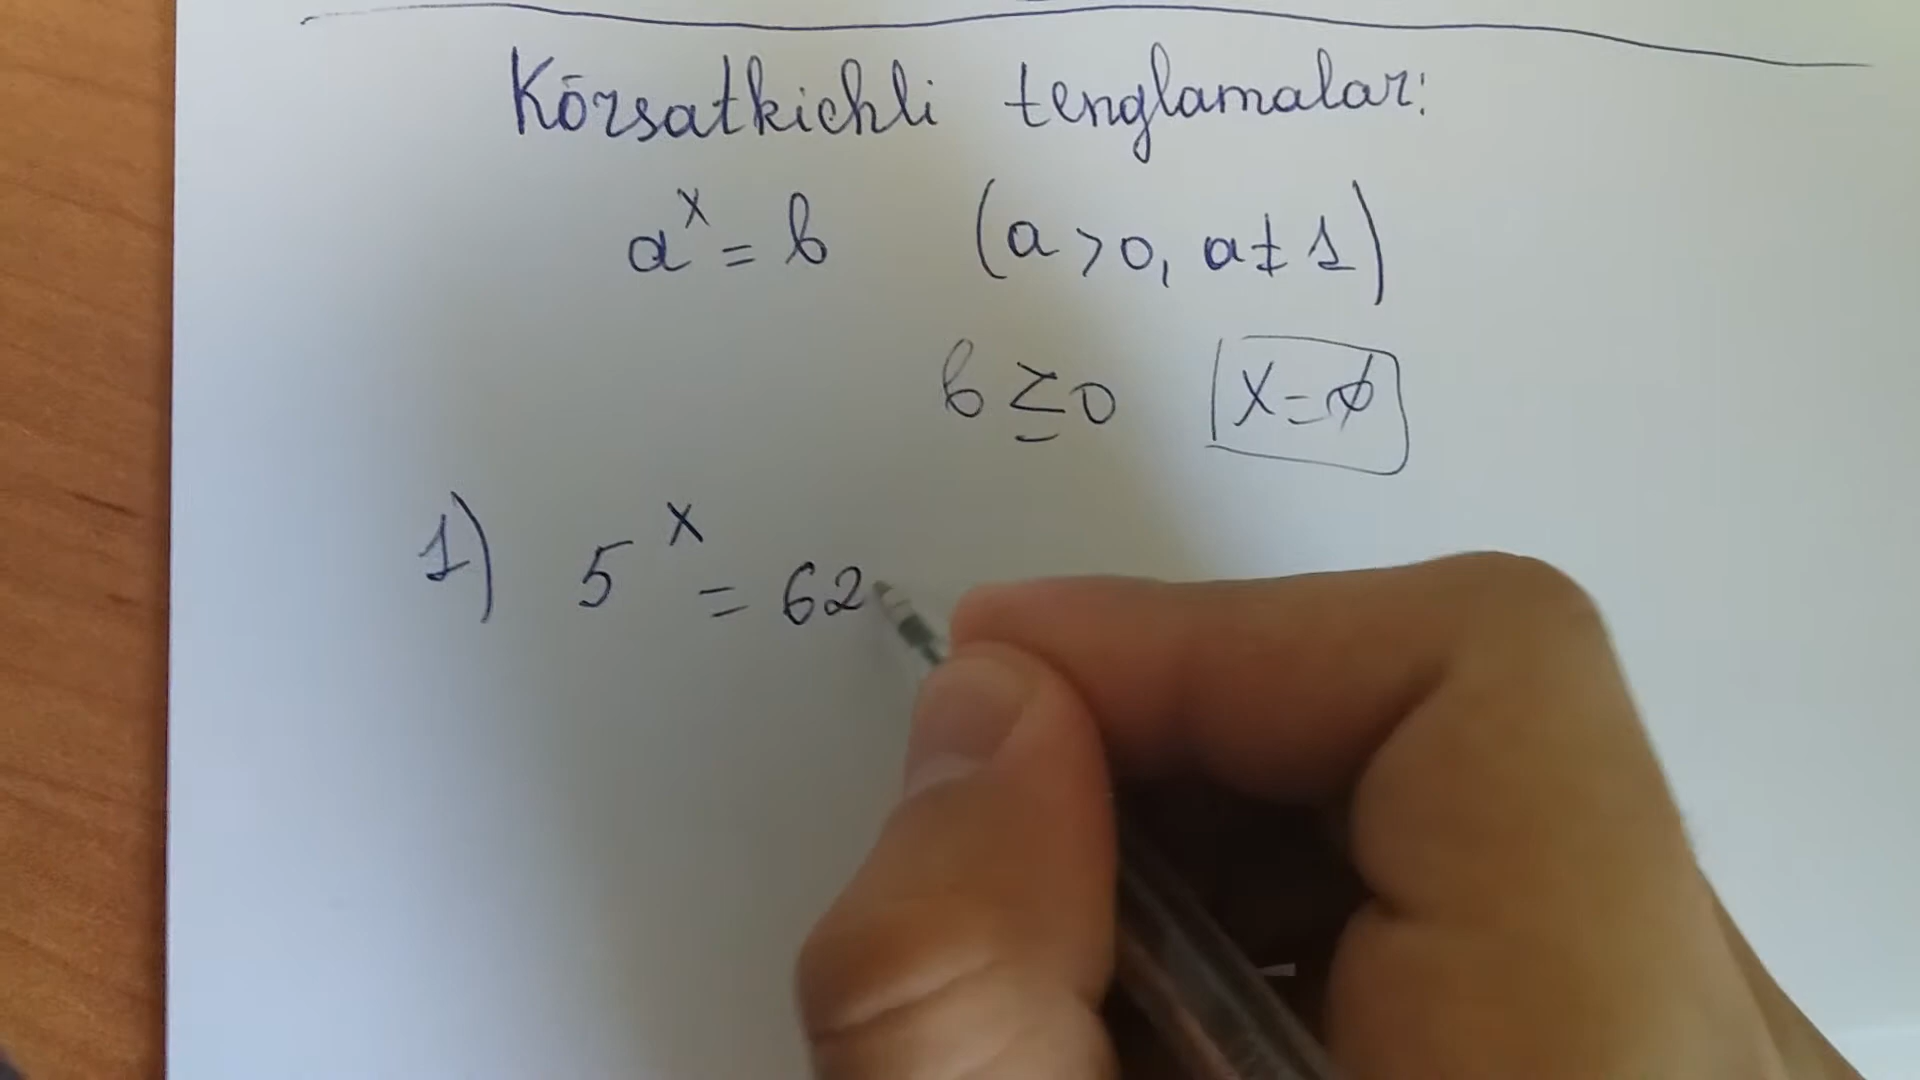 Kōrsatkichli tenglamalar:
a^x = b (a > 0, a ≠ 1)
b ≥ 0 x = ∅
1) 5^x = 62